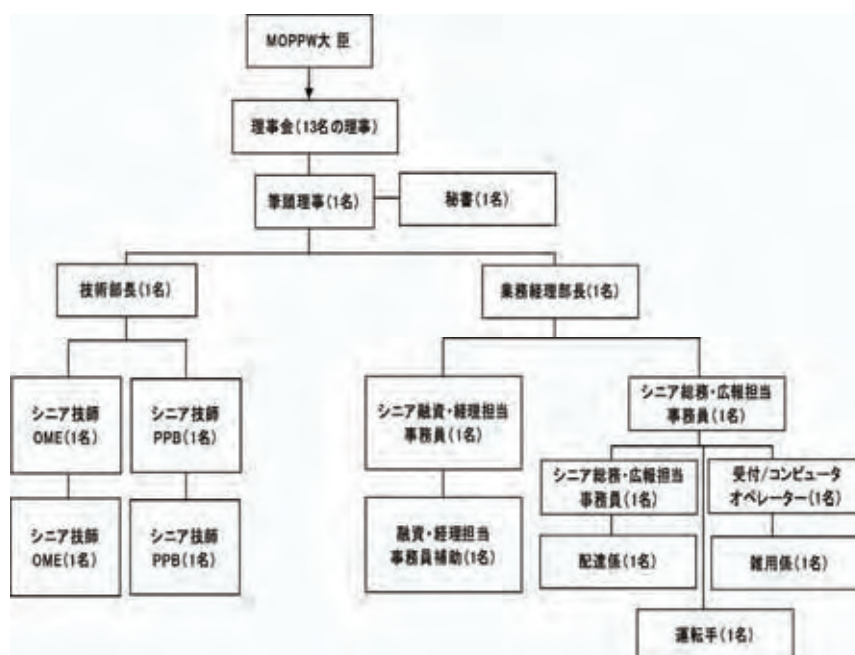 MOPPW大 臣
理事会(13名の理事)
筆頭理事(1名)
秘書(1名)
技術部長(1名)
業務経理部長(1名)
シニア技師
OME(1名)
シニア技師
PPB(1名)
シニア融資・経理担当
事務員(1名)
シニア総務・広報担当
事務員(1名)
シニア技師
OME(1名)
シニア技師
PPB(1名)
融資・経理担当
事務員補助(1名)
シニア総務・広報担当
事務員(1名)
受付/コンピュータ
オペレーター(1名)
配達係(1名)
雑用係(1名)
運転手(1名)